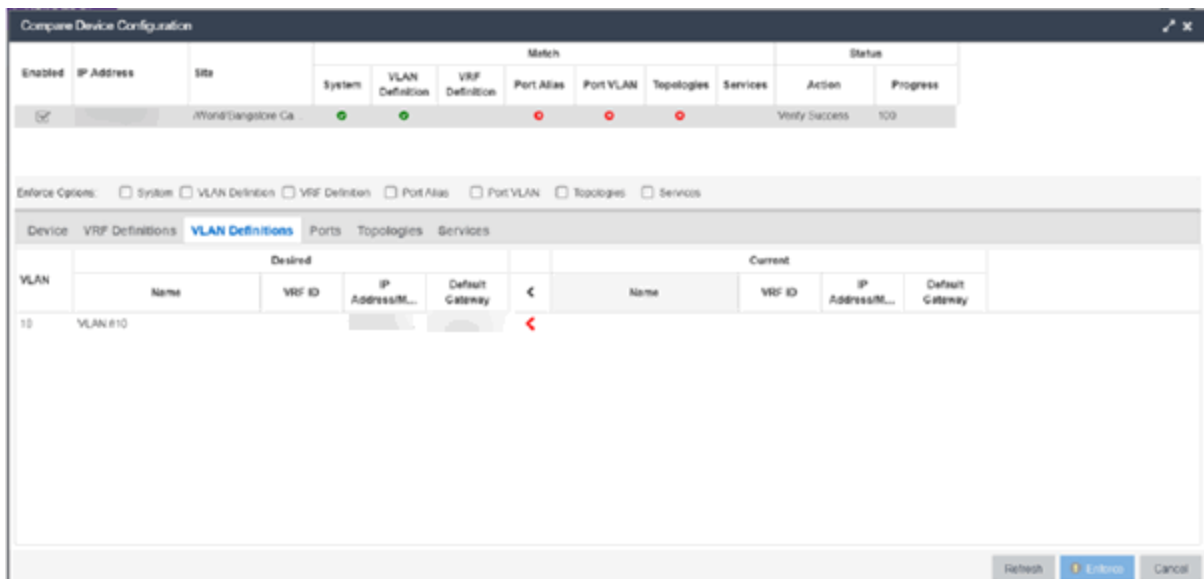 Compare Device Configuration
Match Status
Enabled IP Address Site System VLAN Definition VRF Definition Port Alias Port VLAN Topologies Services Action Progress
/World/Bangalore Ca... Verify Success 100
Enforce Options: System VLAN Definition VRF Definition Port Alias Port VLAN Topologies Services
Device VRF Definitions VLAN Definitions Ports Topologies Services
Desired Current
VLAN Name VRF ID IP Address/M... Default Gateway < Name VRF ID IP Address/M... Default Gateway
10 VLAN #10 <
Refresh Enforce Cancel